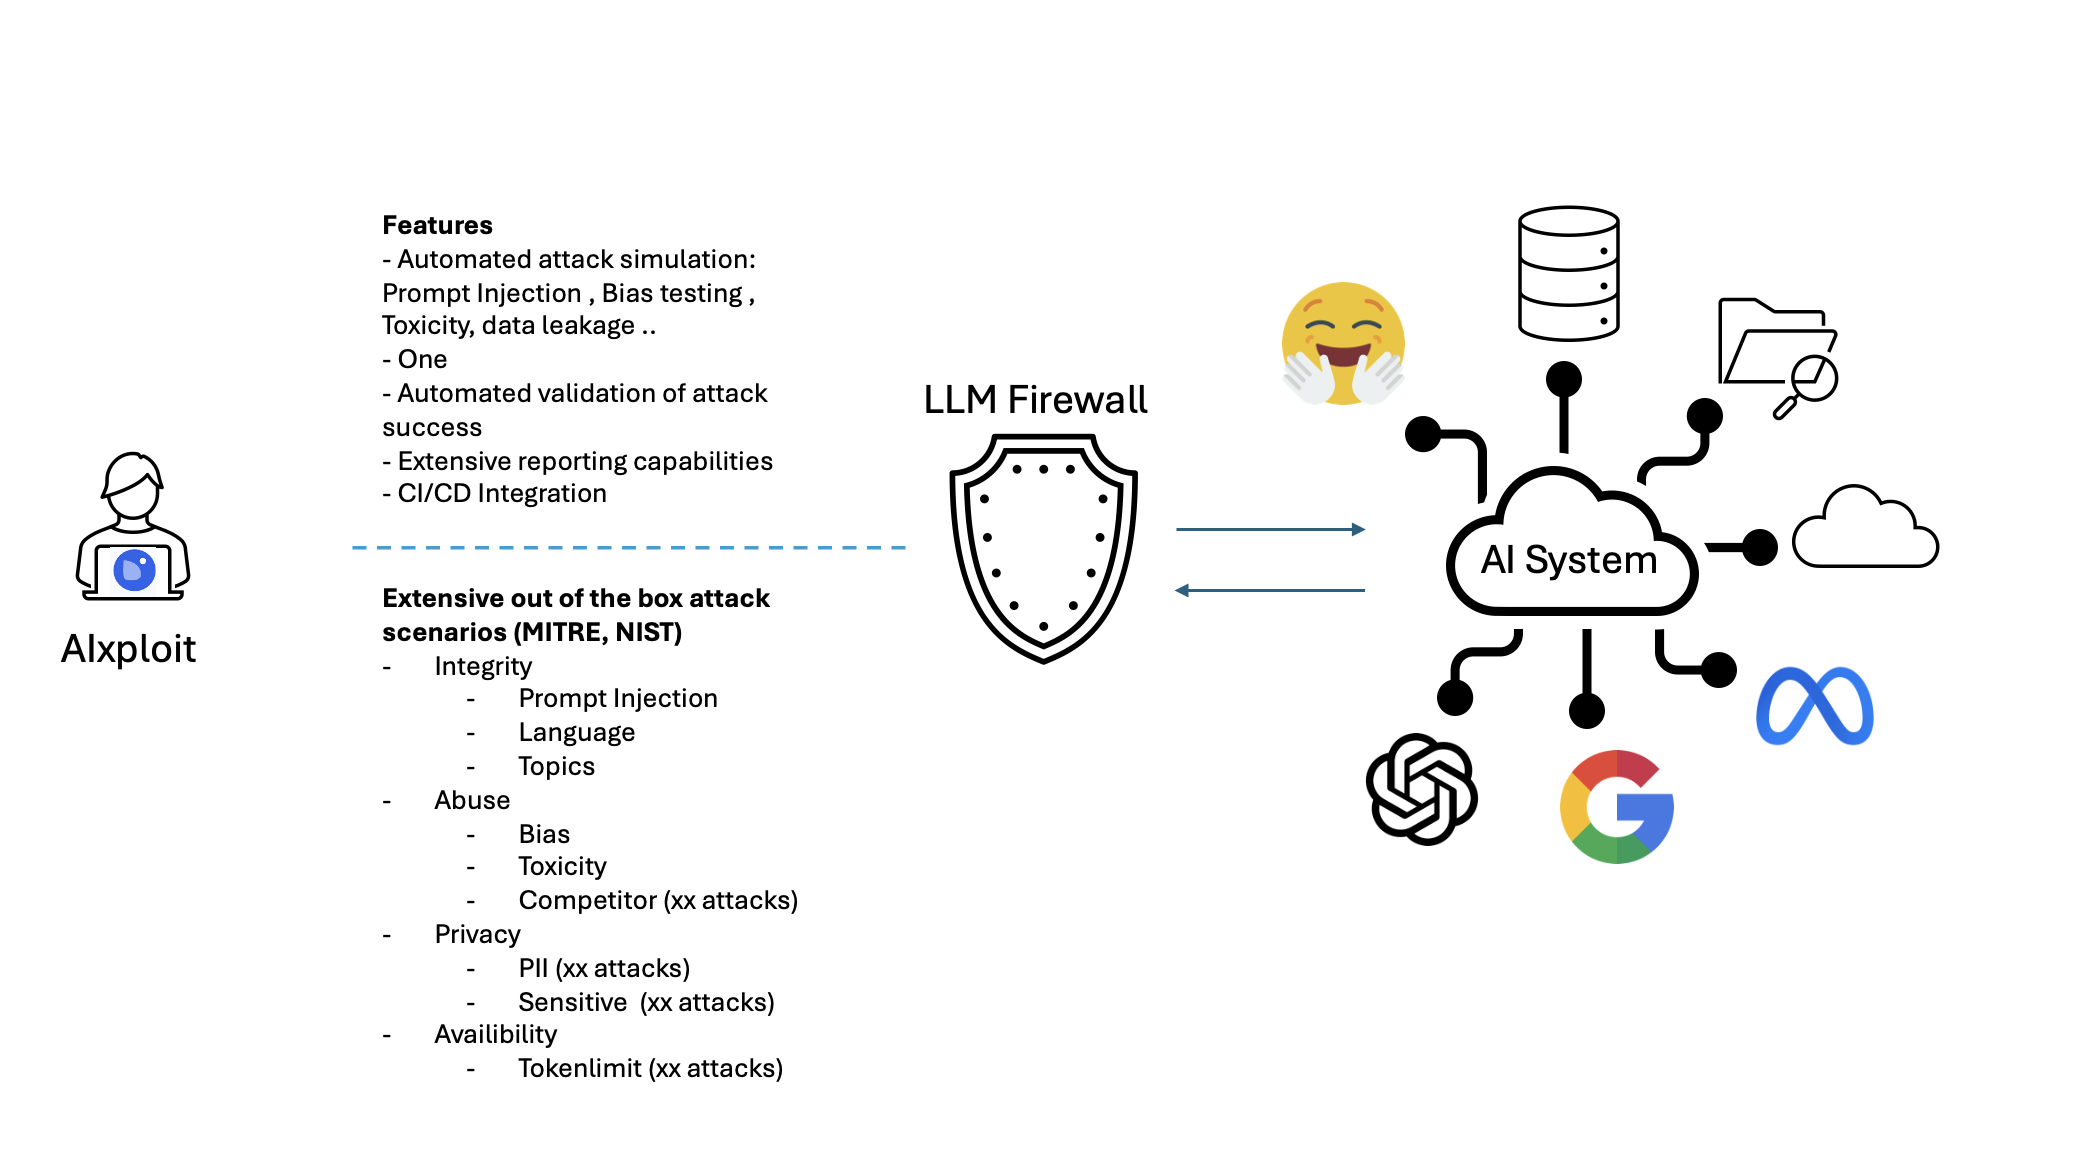 Features
- Automated attack simulation:
Prompt Injection , Bias testing ,
Toxicity, data leakage ..
- One
- Automated validation of attack
success
- Extensive reporting capabilities
- CI/CD Integration
Extensive out of the box attack
scenarios (MITRE, NIST)
- Integrity
- Prompt Injection
- Language
- Topics
- Abuse
- Bias
- Toxicity
- Competitor (xx attacks)
- Privacy
- PII (xx attacks)
- Sensitive  (xx attacks)
- Availibility
- Tokenlimit (xx attacks)
AIxploit
LLM Firewall
AI System